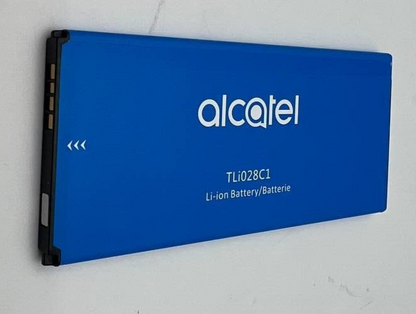 alcatel
TLi028C1
Li-ion Battery/Batterie